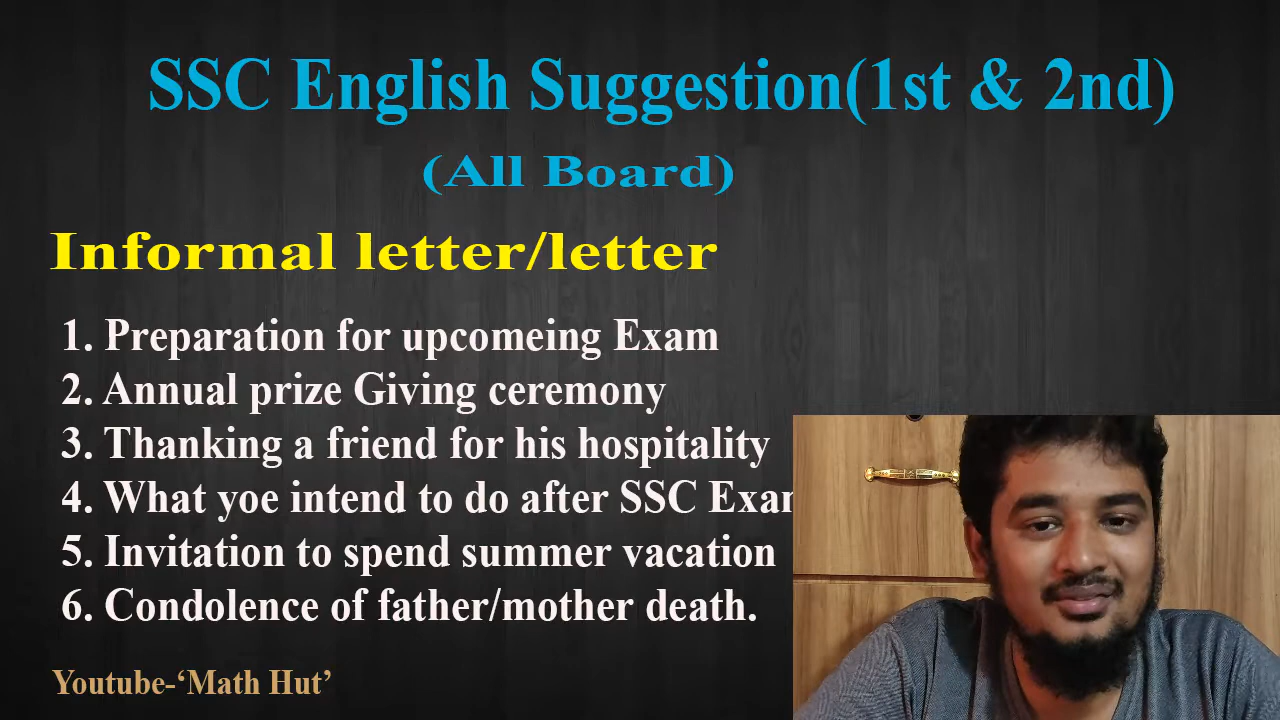 SSC English Suggestion(1st & 2nd)
(All Board)
Informal letter/letter
1. Preparation for upcomeing Exam
2. Annual prize Giving ceremony
3. Thanking a friend for his hospitality
4. What yoe intend to do after SSC Exam
5. Invitation to spend summer vacation
6. Condolence of father/mother death.
Youtube-‘Math Hut’